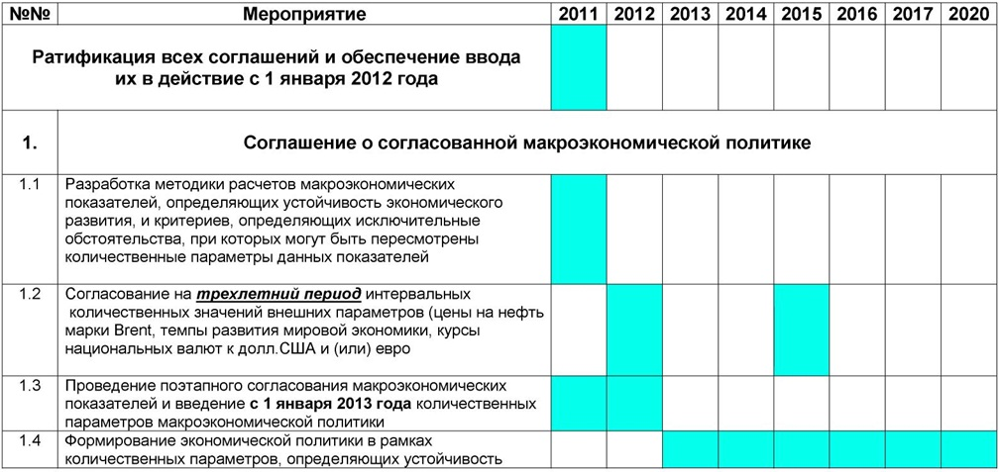 №№ Мероприятие 2011 2012 2013 2014 2015 2016 2017 2020
Ратификация всех соглашений и обеспечение ввода
их в действие с 1 января 2012 года
1. Соглашение о согласованной макроэкономической политике
1.1 Разработка методики расчетов макроэкономических
показателей, определяющих устойчивость экономического
развития, и критериев, определяющих исключительные
обстоятельства, при которых могут быть пересмотрены
количественные параметры данных показателей
1.2 Согласование на трехлетний период интервальных
количественных значений внешних параметров (цены на нефть
марки Brent, темпы развития мировой экономики, курсы
национальных валют к долл.США и (или) евро
1.3 Проведение поэтапного согласования макроэкономических
показателей и введение с 1 января 2013 года количественных
параметров макроэкономической политики
1.4 Формирование экономической политики в рамках
количественных параметров, определяющих устойчивость